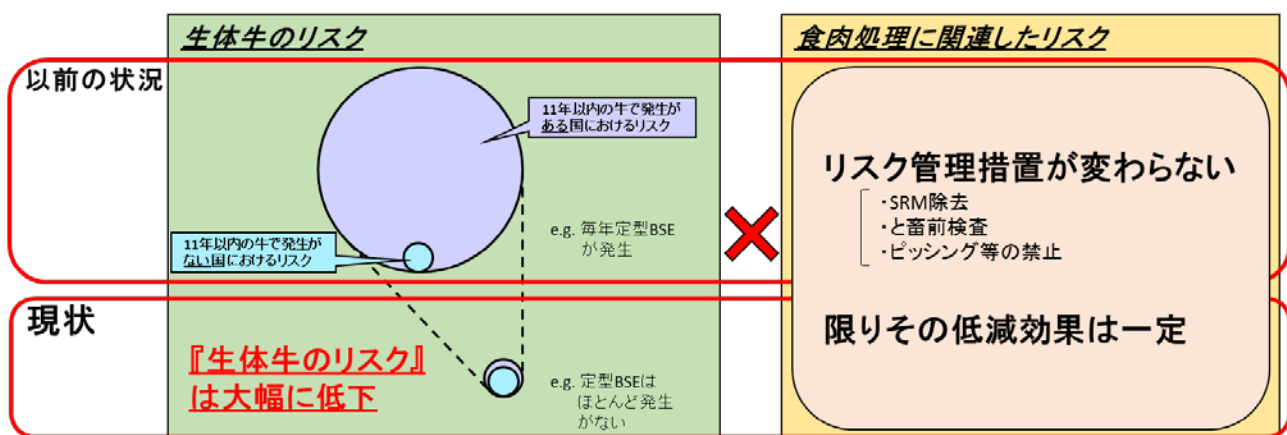 生体牛のリスク
食肉処理に関連したリスク
以前の状況
11年以内の牛で発生が
ある国におけるリスク
11年以内の牛で発生が
ない国におけるリスク
e.g. 毎年定型BSE
が発生
リスク管理措置が変わらない
・SRM除去
・と畜前検査
・ピッシング等の禁止
限りその低減効果は一定
現状
『生体牛のリスク』
は大幅に低下
e.g. 定型BSEは
ほとんど発生
がない